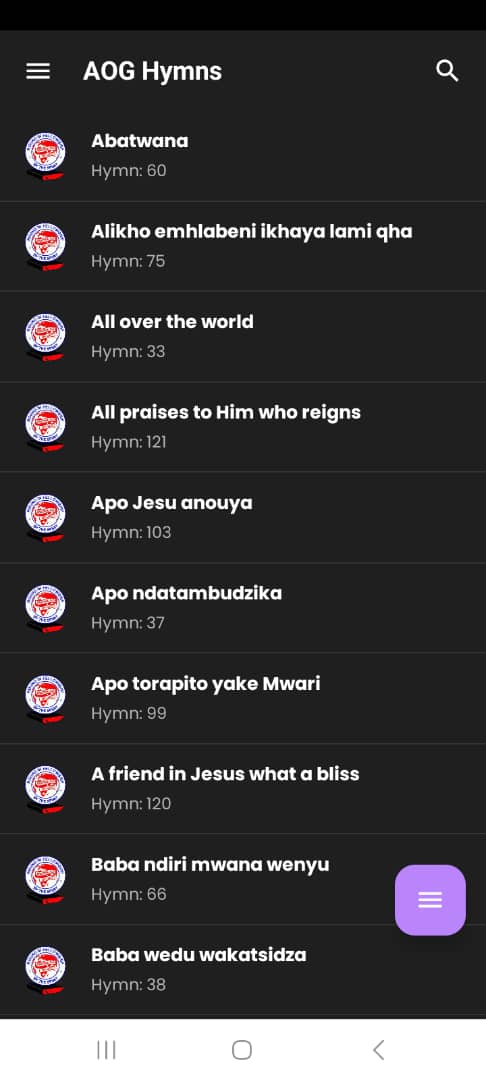 AOG Hymns
Abatwana
Hymn: 60
Alikho emhlabeni ikhaya lami qha
Hymn: 75
All over the world
Hymn: 33
All praises to Him who reigns
Hymn: 121
Apo Jesu anouya
Hymn: 103
Apo ndatambudzika
Hymn: 37
Apo torapito yake Mwari
Hymn: 99
A friend in Jesus what a bliss
Hymn: 120
Baba ndiri mwana wenyu
Hymn: 66
Baba wedu wakatsidza
Hymn: 38